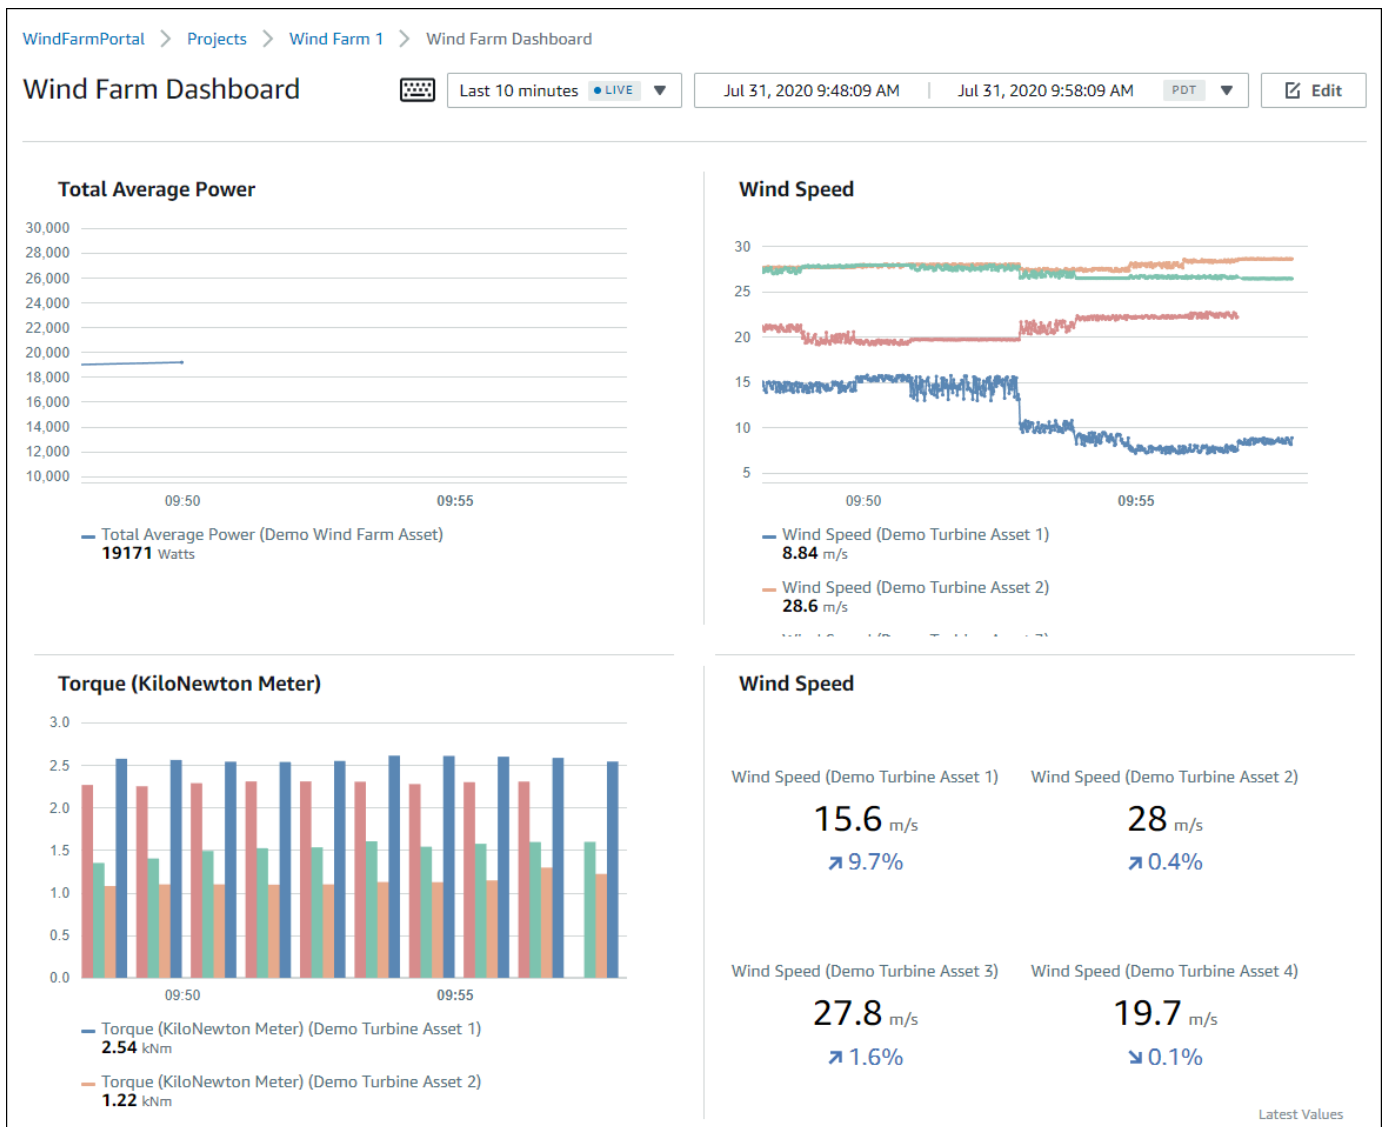 WindFarmPortal > Projects > Wind Farm 1 > Wind Farm Dashboard
Wind Farm Dashboard
Last 10 minutes LIVE
Jul 31, 2020 9:48:09 AM | Jul 31, 2020 9:58:09 AM PDT
Edit
Total Average Power
30,000
28,000
26,000
24,000
22,000
20,000
18,000
16,000
14,000
12,000
10,000
09:50 09:55
Total Average Power (Demo Wind Farm Asset)
19171 Watts
Wind Speed
30
25
20
15
10
5
09:50 09:55
Wind Speed (Demo Turbine Asset 1)
8.84 m/s
Wind Speed (Demo Turbine Asset 2)
28.6 m/s
Torque (KiloNewton Meter)
3.0
2.5
2.0
1.5
1.0
0.5
0.0
09:50 09:55
Torque (KiloNewton Meter) (Demo Turbine Asset 1)
2.54 kNm
Torque (KiloNewton Meter) (Demo Turbine Asset 2)
1.22 kNm
Wind Speed
Wind Speed (Demo Turbine Asset 1)
15.6 m/s
9.7%
Wind Speed (Demo Turbine Asset 2)
28 m/s
0.4%
Wind Speed (Demo Turbine Asset 3)
27.8 m/s
1.6%
Wind Speed (Demo Turbine Asset 4)
19.7 m/s
0.1%
Latest Values